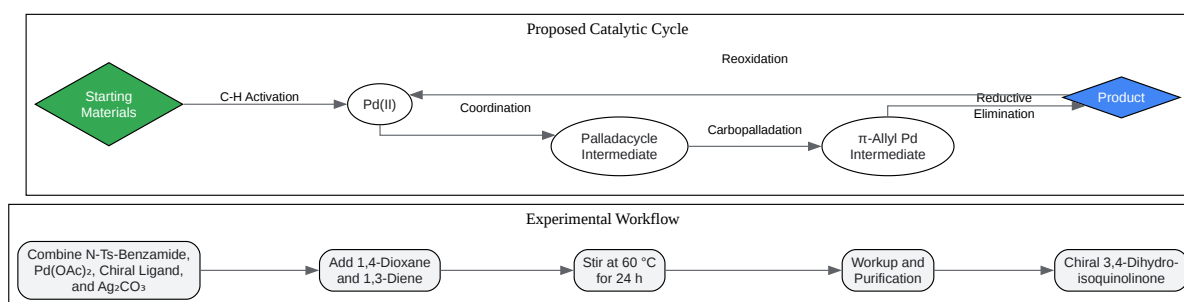 Proposed Catalytic Cycle
Reoxidation
Starting
Materials
C-H Activation
Pd(II)
Coordination
Palladacycle
Intermediate
Carbopalladation
π-Allyl Pd
Intermediate
Reductive
Elimination
Product
Experimental Workflow
Combine N-Ts-Benzamide,
Pd(OAc)₂, Chiral Ligand,
and Ag₂CO₃
Add 1,4-Dioxane
and 1,3-Diene
Stir at 60 °C
for 24 h
Workup and
Purification
Chiral 3,4-Dihydro-
isoquinolinone